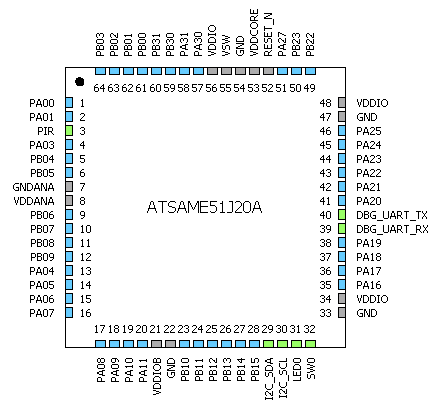 PB03 PB02 PB01 PB00 PB31 PB30 PA31 PA30 VDDIO VSW GND VDDCORE RESET_N PA27 PB23 PB22
64 63 62 61 60 59 58 57 56 55 54 53 52 51 50 49
PA00 1 48 VDDIO
PA01 2 47 GND
PIR 3 46 PA25
PA03 4 45 PA24
PB04 5 44 PA23
PB05 6 43 PA22
GNDANA 7 42 PA21
VDDANA 8 41 PA20
ATSAME51J20A
PB06 9 40 DBG_UART_TX
PB07 10 39 DBG_UART_RX
PB08 11 38 PA19
PB09 12 37 PA18
PA04 13 36 PA17
PA05 14 35 PA16
PA06 15 34 VDDIO
PA07 16 33 GND
17 18 19 20 21 22 23 24 25 26 27 28 29 30 31 32
PA08 PA09 PA10 PA11 VDDIOB GND PB10 PB11 PB12 PB13 PB14 PB15 I2C_SDA I2C_SCL LED0 SW0